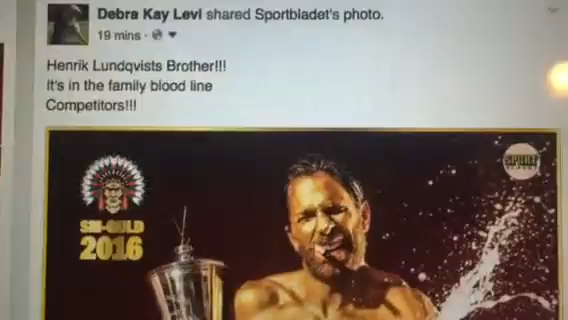 Debra Kay Levi shared Sportbladet's photo.
19 mins ·
Henrik Lundqvists Brother!!!
It's in the family blood line
Competitors!!!
SPORT
SM-GULD
2016